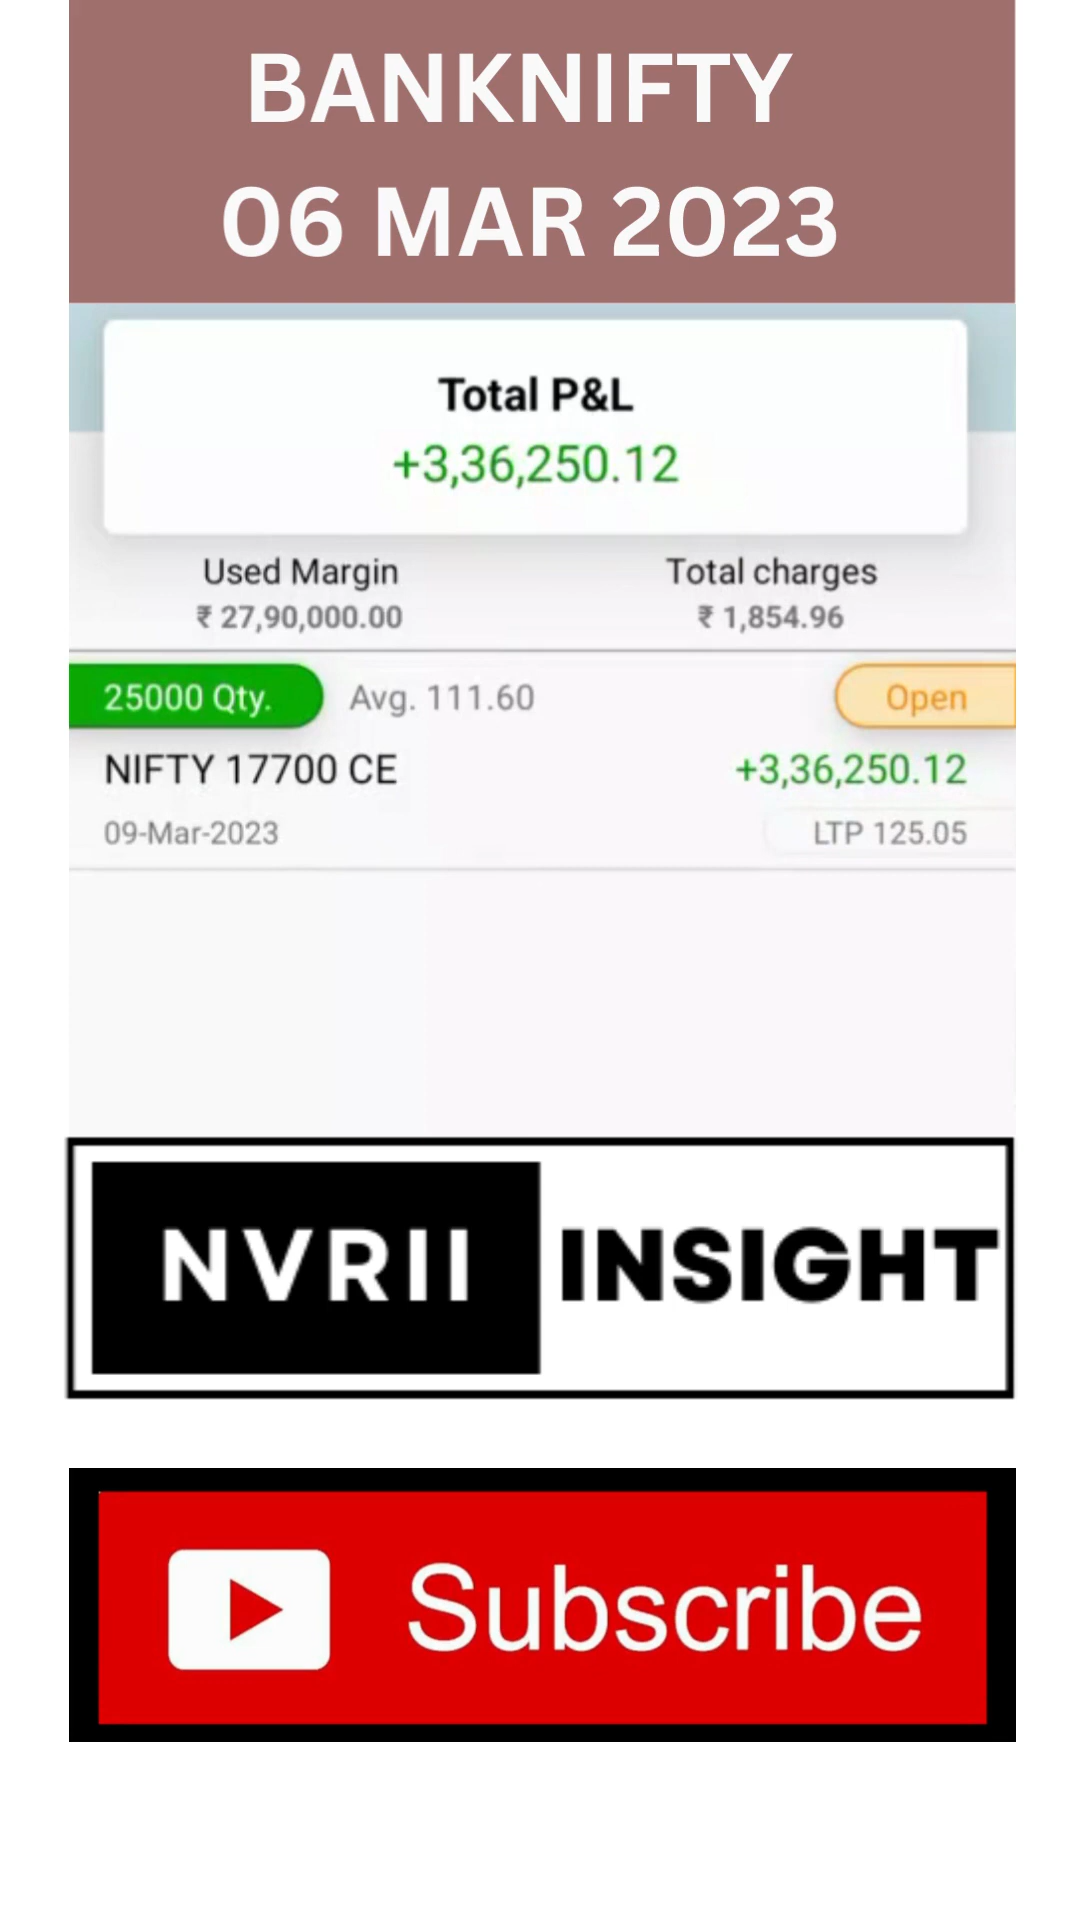 BANKNIFTY
06 MAR 2023
Total P&L
+3,36,250.12
Used Margin Total charges
₹ 27,90,000.00 ₹ 1,854.96
25000 Qty. Avg. 111.60 Open
NIFTY 17700 CE +3,36,250.12
09-Mar-2023 LTP 125.05
NVRII INSIGHT
Subscribe